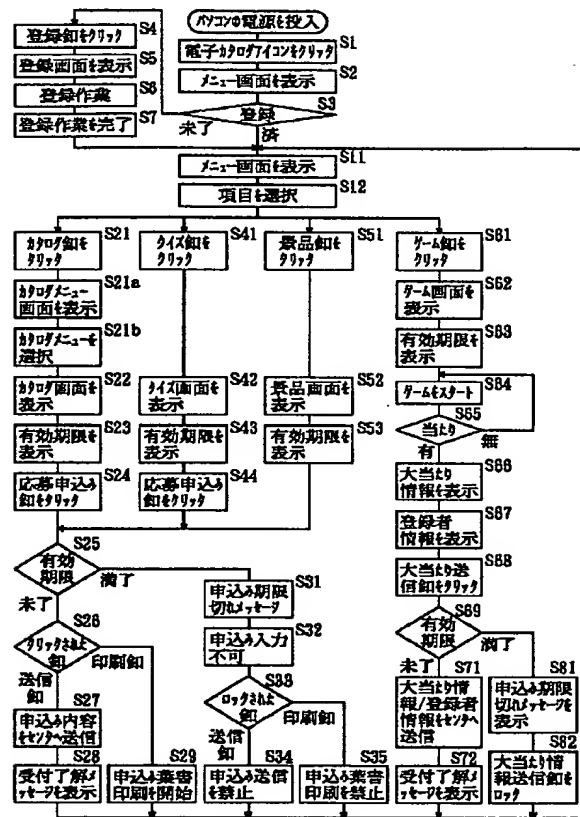 パソコンの電源を投入
S1
電子カタログアイコンをクリック
S2
メニュー画面を表示
S3
登録
未了
済
S4
登録釦をクリック
S5
登録画面を表示
S6
登録作業
S7
登録作業を完了
S11
メニュー画面を表示
S12
項目を選択
S21
カタログ釦を
クリック
S21a
カタログメニュー
画面を表示
S21b
カタログメニューを
選択
S22
カタログ画面を
表示
S23
有効期限を
表示
S24
応募申込み
釦をクリック
S41
クイズ釦を
クリック
S42
クイズ画面を
表示
S43
有効期限を
表示
S44
応募申込み
釦をクリック
S51
景品釦を
クリック
S52
景品画面を
表示
S53
有効期限を
表示
S61
ゲーム釦を
クリック
S62
ゲーム画面を
表示
S63
有効期限を
表示
S64
ゲームをスタート
S65
当たり
有
無
S66
大当たり
情報を表示
S67
登録者
情報を表示
S68
大当たり送
信釦をクリック
S69
有効
期限
未了
満了
S71
大当たり情
報/登録者
情報をセンタへ
送信
S72
受付了解メ
ッセージを表示
S81
申込み期限
切れメッセージを
表示
S82
大当たり情
報送信釦を
ロック
S25
有効
期限
未了
満了
S26
クリックされた
釦
送信
釦
印刷釦
S27
申込み内容
をセンタへ送信
S28
受付了解メ
ッセージを表示
S29
申込み葉書
印刷を開始
S31
申込み期限
切れメッセージ
S32
申込み入力
不可
S33
ロックされた
釦
送信
釦
印刷釦
S34
申込み送信
を禁止
S35
申込み葉書
印刷を禁止